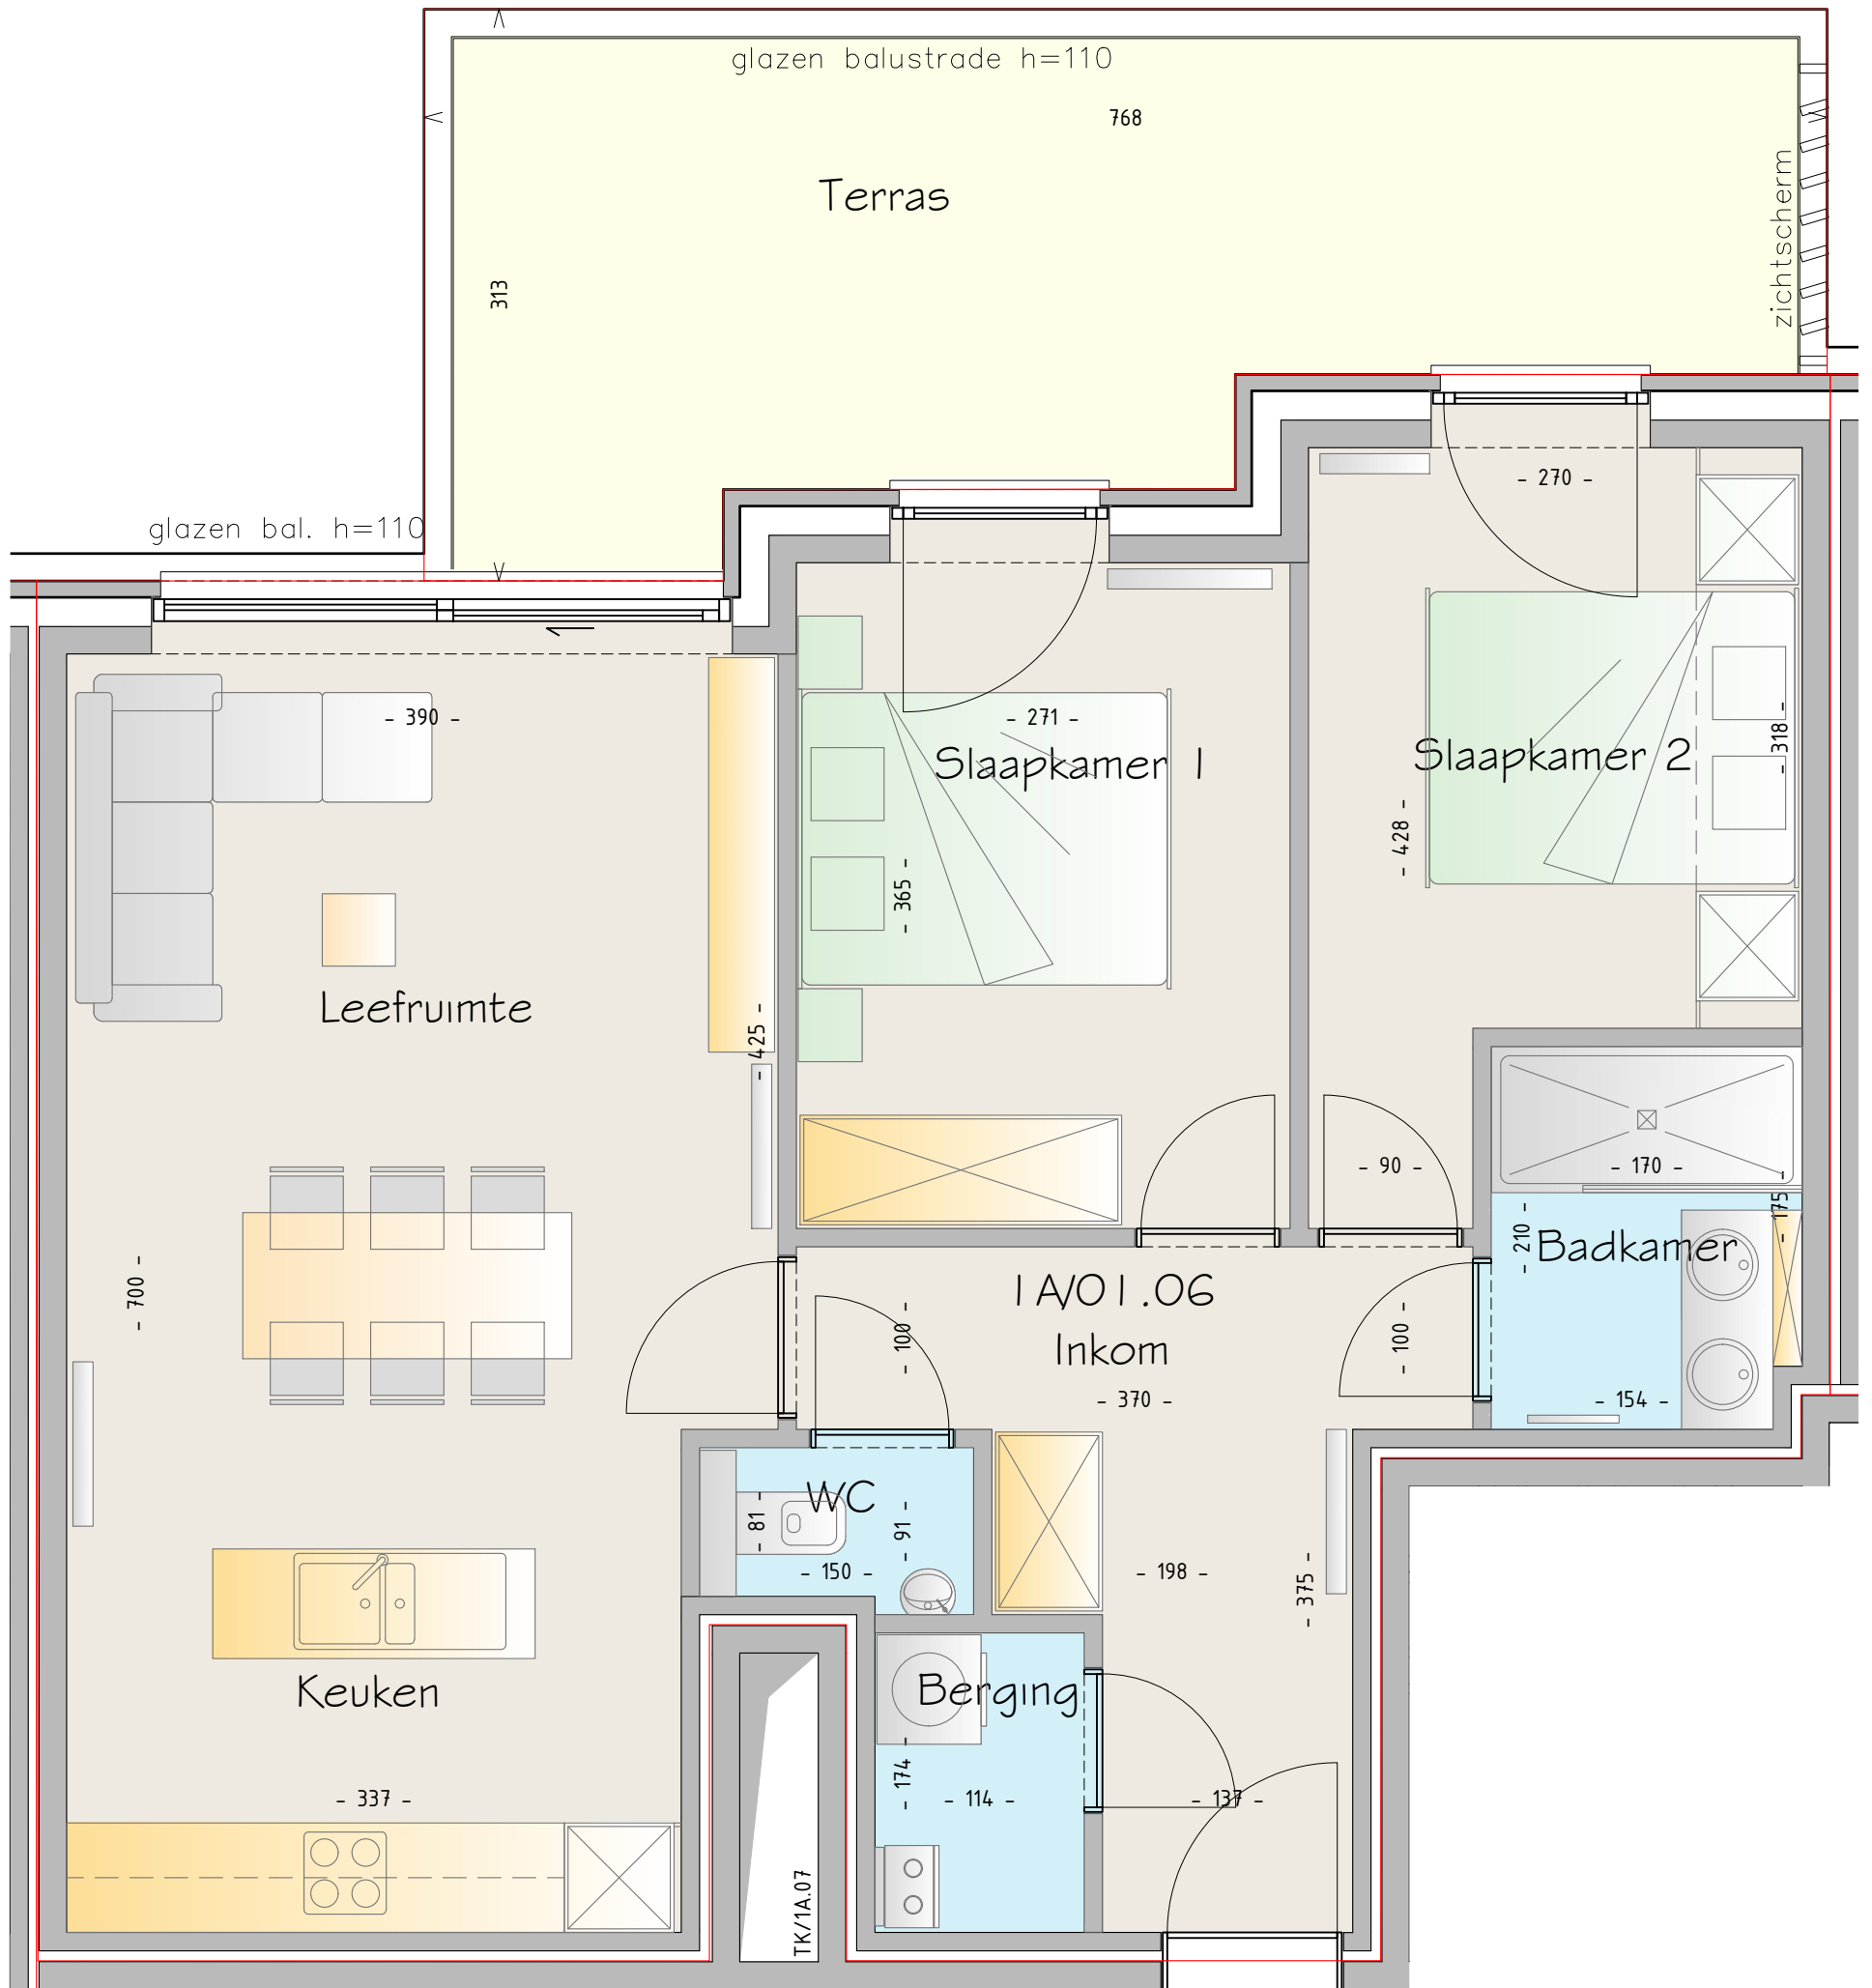 glazen balustrade h=110
768
Terras
zichtscherm
313
glazen bal. h=110
- 270 -
- 390 -
- 271 -
Slaapkamer 1
Slaapkamer 2
- 318 -
- 428 -
- 365 -
Leefruimte
- 425 -
- 90 -
- 170 -
- 175 -
- 210 -
Badkamer
- 700 -
1A/01.06
Inkom
- 100 -
- 100 -
- 370 -
- 154 -
WC
- 81 -
- 91 -
- 150 -
- 198 -
- 375 -
Keuken
Berging
- 174 -
- 337 -
- 114 -
- 137 -
TK/1A.07